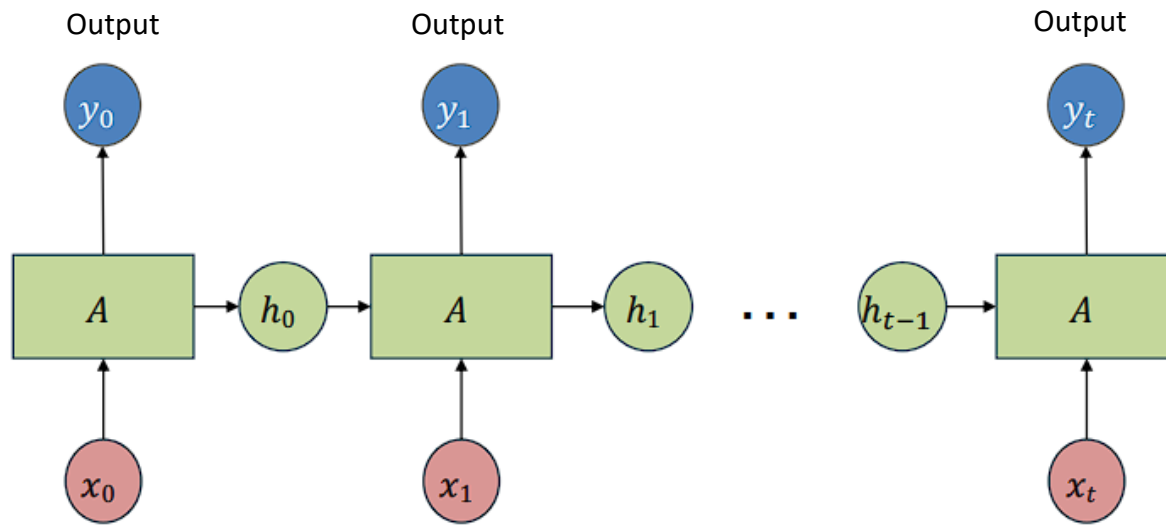 Output Output Output
y₀ y₁ yₜ
A h₀ A h₁ ... hₜ₋₁ A
x₀ x₁ xₜ